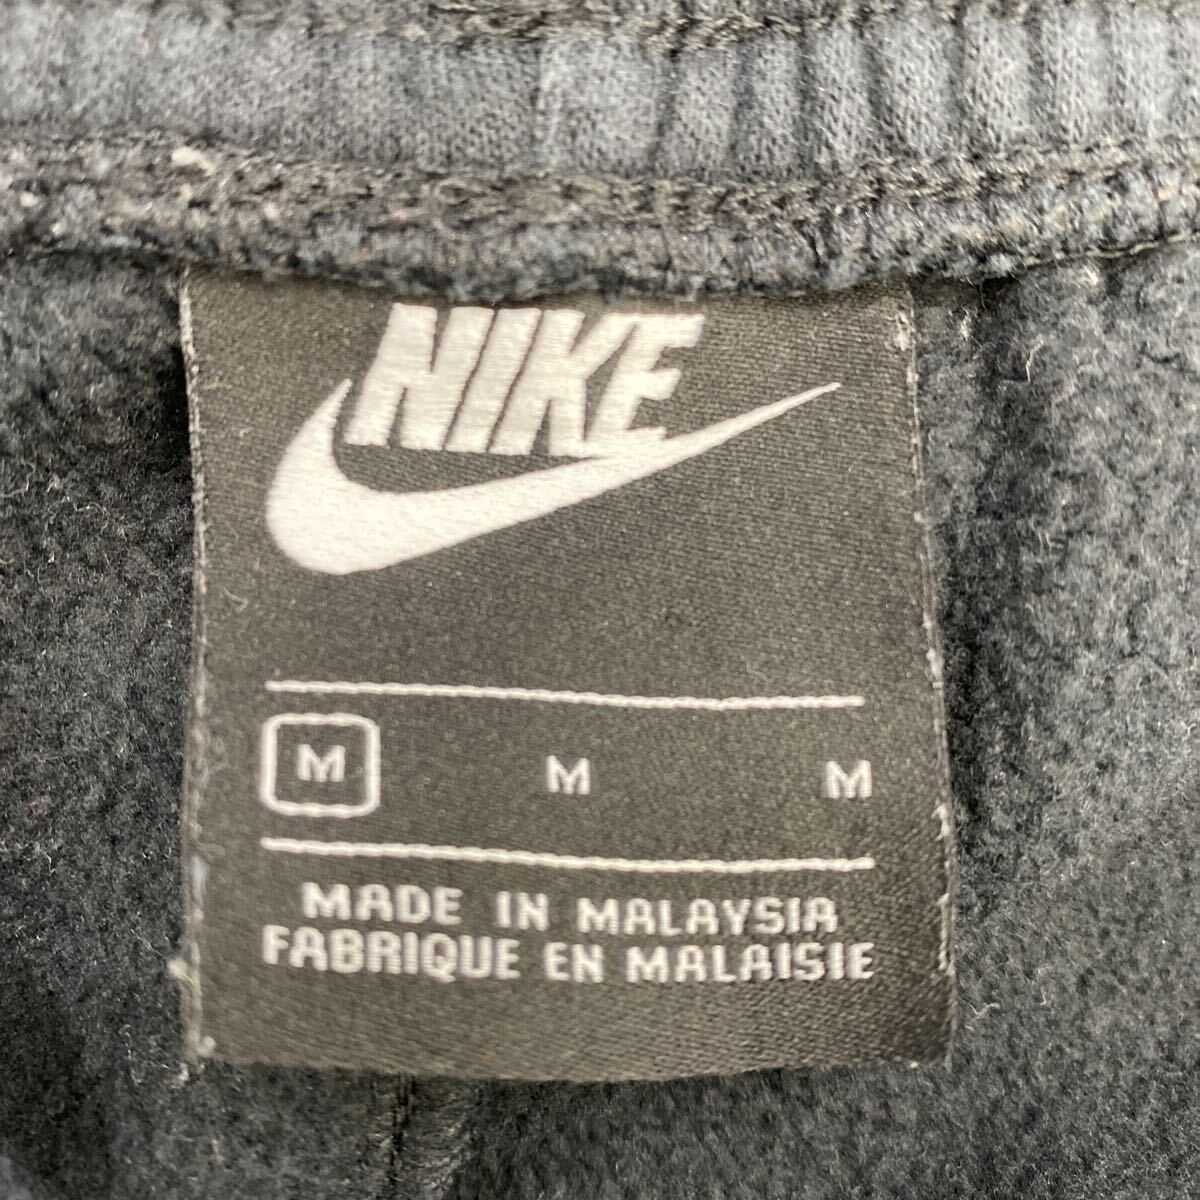 NIKE
M M M
MADE IN MALAYSIA
FABRIQUE EN MALAISIE